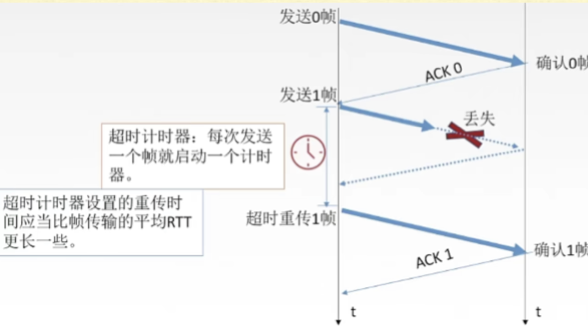 发送0帧
确认0帧
ACK 0
发送1帧
丢失
超时计时器：每次发送
一个帧就启动一个计时
器。
超时计时器设置的重传时
间应当比帧传输的平均RTT
更长一些。
超时重传1帧
确认1帧
ACK 1
t
t